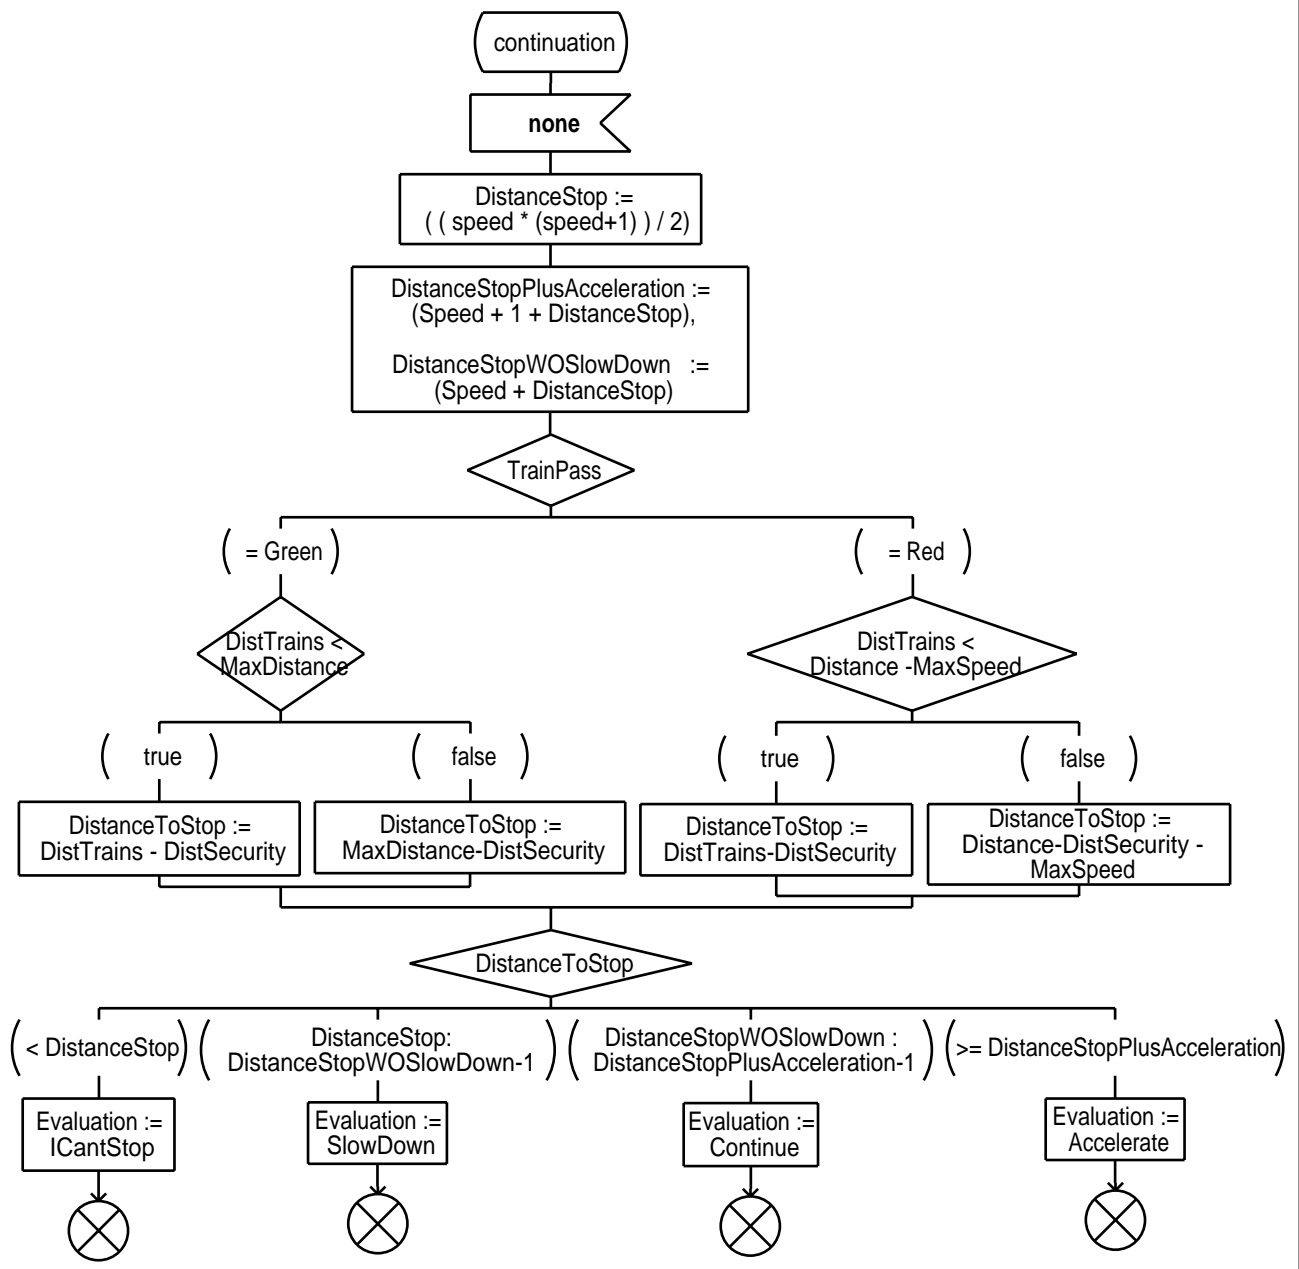 continuation
none
DistanceStop :=
( ( speed * (speed+1) ) / 2)
DistanceStopPlusAcceleration :=
(Speed + 1 + DistanceStop),
DistanceStopWOSlowDown :=
(Speed + DistanceStop)
TrainPass
( = Green )
( = Red )
DistTrains <
MaxDistance
DistTrains <
Distance -MaxSpeed
( true )
( false )
( true )
( false )
DistanceToStop :=
DistTrains - DistSecurity
DistanceToStop :=
MaxDistance-DistSecurity
DistanceToStop :=
DistTrains-DistSecurity
DistanceToStop :=
Distance-DistSecurity -
MaxSpeed
DistanceToStop
( < DistanceStop )
( DistanceStop:
DistanceStopWOSlowDown-1 )
( DistanceStopWOSlowDown :
DistanceStopPlusAcceleration-1 )
( >= DistanceStopPlusAcceleration )
Evaluation :=
ICantStop
Evaluation :=
SlowDown
Evaluation :=
Continue
Evaluation :=
Accelerate